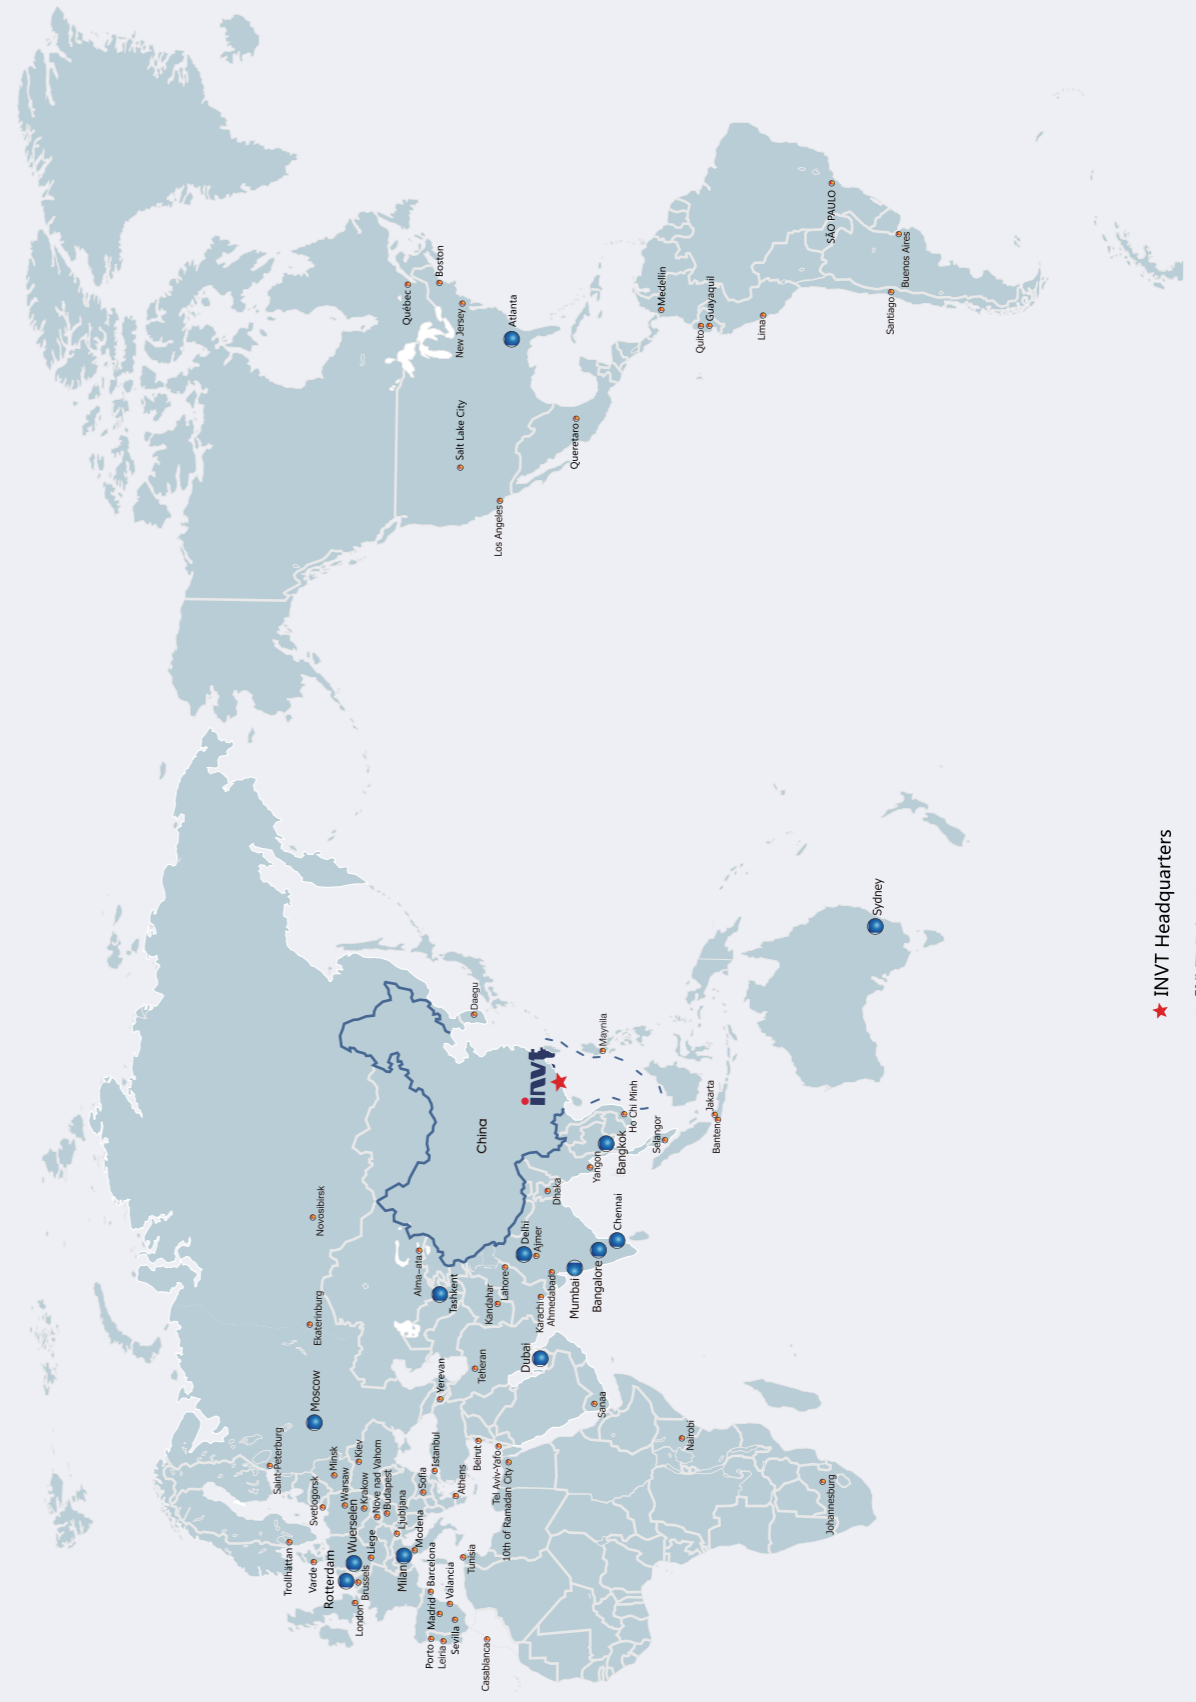 Québec
Boston
New Jersey
Atlanta
Salt Lake City
Los Angeles
Queretaro
Medellin
Quito
Guayaquil
Lima
SÃO PAULO
Buenos Aires
Santiago
Sydney
Daegu
Maynila
invt
China
Ho Chi Minh
Jakarta
Banten
Selangor
Bangkok
Yangon
Dhaka
Chennai
Bangalore
Mumbai
Delhi
Ajmer
Ahmedabad
Karachi
Lahore
Kandahar
Alma-ata
Tashkent
Novosibirsk
Ekaterinburg
Moscow
Teheran
Dubai
Yerevan
Sanaa
Nairobi
Johannesburg
Saint-Peterburg
Minsk
Kiev
Svetlogorsk
Warsaw
Krakow
Nove nad Vahom
Budapest
Istanbul
Sofia
Athens
Beirut
Tel Aviv-Yafo
10th of Ramadan City
Ljubljana
Modena
Milan
Tunisia
Trollhattan
Varde
Rotterdam
Wuerselen
Liege
Brussels
London
Barcelona
Madrid
Valancia
Porto
Leiria
Sevilla
Casablanca
INVT Headquarters